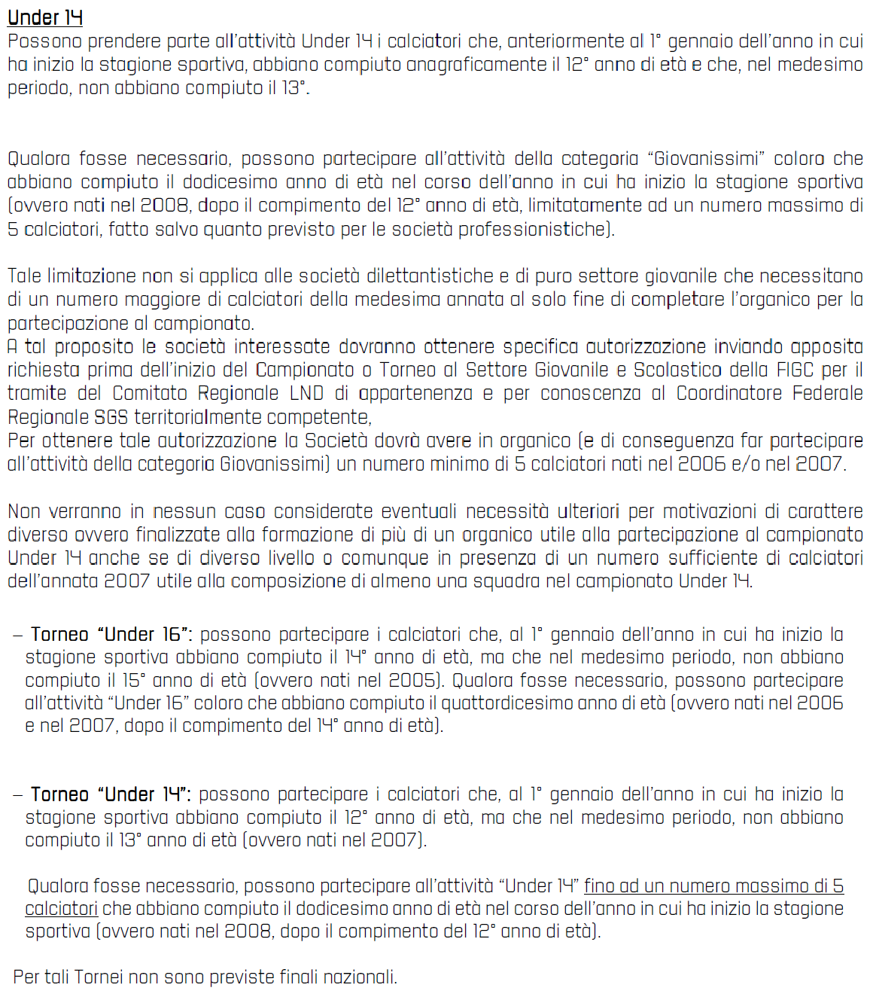 Under 14
Possono prendere parte all'attività Under 14 i calciatori che, anteriormente al 1° gennaio dell'anno in cui
ha inizio la stagione sportiva, abbiano compiuto anagraficamente il 12° anno di età e che, nel medesimo
periodo, non abbiano compiuto il 13°.
Qualora fosse necessario, possono partecipare all'attività della categoria “Giovanissimi” coloro che
abbiano compiuto il dodicesimo anno di età nel corso dell'anno in cui ha inizio la stagione sportiva
(ovvero nati nel 2008, dopo il compimento del 12° anno di età, limitatamente ad un numero massimo di
5 calciatori, fatto salvo quanto previsto per le società professionistiche).
Tale limitazione non si applica alle società dilettantistiche e di puro settore giovanile che necessitano
di un numero maggiore di calciatori della medesima annata al solo fine di completare l'organico per la
partecipazione al campionato.
A tal proposito le società interessate dovranno ottenere specifica autorizzazione inviando apposita
richiesta prima dell'inizio del Campionato o Torneo al Settore Giovanile e Scolastico della FIGC per il
tramite del Comitato Regionale LND di appartenenza e per conoscenza al Coordinatore Federale
Regionale SGS territorialmente competente,
Per ottenere tale autorizzazione la Società dovrà avere in organico (e di conseguenza far partecipare
all'attività della categoria Giovanissimi) un numero minimo di 5 calciatori nati nel 2006 e/o nel 2007.
Non verranno in nessun caso considerate eventuali necessità ulteriori per motivazioni di carattere
diverso ovvero finalizzate alla formazione di più di un organico utile alla partecipazione al campionato
Under 14 anche se di diverso livello o comunque in presenza di un numero sufficiente di calciatori
dell'annata 2007 utile alla composizione di almeno una squadra nel campionato Under 14.
– Torneo “Under 16”: possono partecipare i calciatori che, al 1° gennaio dell'anno in cui ha inizio la
stagione sportiva abbiano compiuto il 14° anno di età, ma che nel medesimo periodo, non abbiano
compiuto il 15° anno di età (ovvero nati nel 2005). Qualora fosse necessario, possono partecipare
all'attività “Under 16” coloro che abbiano compiuto il quattordicesimo anno di età (ovvero nati nel 2006
e nel 2007, dopo il compimento del 14° anno di età).
– Torneo “Under 14”: possono partecipare i calciatori che, al 1° gennaio dell'anno in cui ha inizio la
stagione sportiva abbiano compiuto il 12° anno di età, ma che nel medesimo periodo, non abbiano
compiuto il 13° anno di età (ovvero nati nel 2007).
Qualora fosse necessario, possono partecipare all'attività “Under 14” fino ad un numero massimo di 5
calciatori che abbiano compiuto il dodicesimo anno di età nel corso dell'anno in cui ha inizio la stagione
sportiva (ovvero nati nel 2008, dopo il compimento del 12° anno di età).
Per tali Tornei non sono previste finali nazionali.